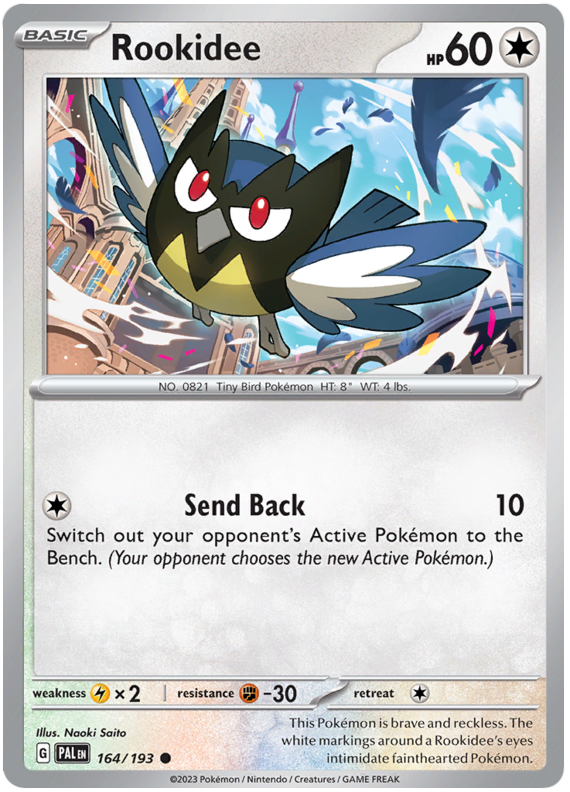 BASIC Rookidee HP 60
NO. 0821 Tiny Bird Pokémon HT: 8" WT: 4 lbs.
Send Back 10
Switch out your opponent's Active Pokémon to the
Bench. (Your opponent chooses the new Active Pokémon.)
weakness ×2 resistance -30 retreat
Illus. Naoki Saito
This Pokémon is brave and reckless. The
white markings around a Rookidee's eyes
intimidate fainthearted Pokémon.
G PAL EN 164/193
©2023 Pokémon / Nintendo / Creatures / GAME FREAK